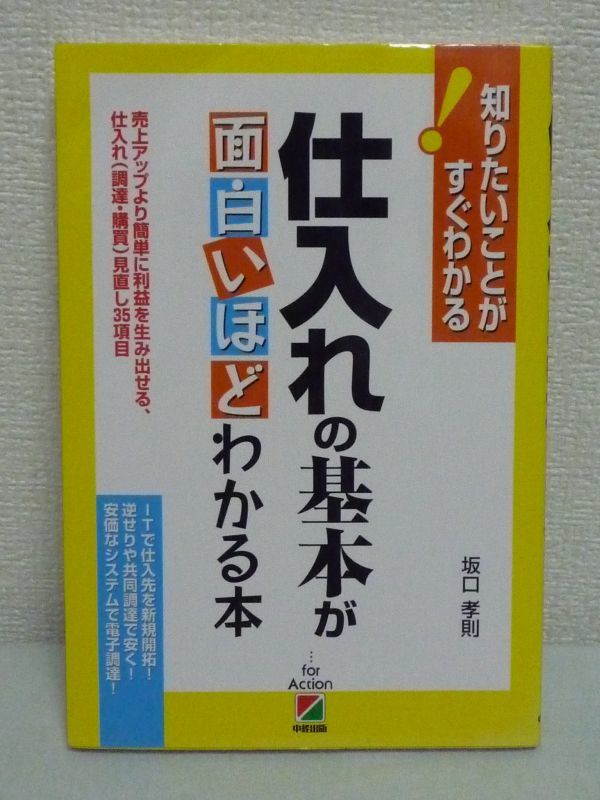 知りたいことが
すぐわかる
!
仕入れの基本が
面・白いほど
わかる本
売上アップより簡単に利益を生み出せる、
仕入れ(調達・購買)見直し35項目
ITで仕入先を新規開拓!
逆せりや共同調達で安く!
安価なシステムで電子調達!
坂口 孝則
…for
Action
中経出版